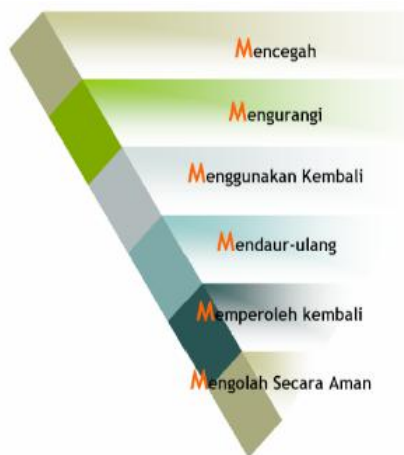 Mencegah
Mengurangi
Menggunakan Kembali
Mendaur-ulang
Memperoleh kembali
Mengolah Secara Aman